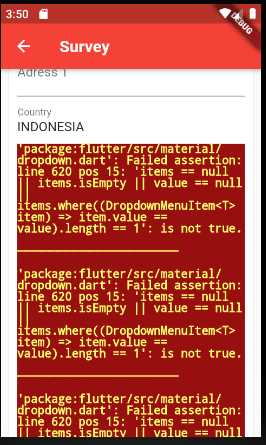 3:50
DEBUG
Survey
Adress 1
Country
INDONESIA
'package:flutter/src/material/
dropdown.dart': Failed assertion:
line 620 pos 15: 'items == null
|| items.isEmpty || value == null
||
items.where((DropdownMenuItem<T>
item) => item.value ==
value).length == 1': is not true.
'package:flutter/src/material/
dropdown.dart': Failed assertion:
line 620 pos 15: 'items == null
|| items.isEmpty || value == null
||
items.where((DropdownMenuItem<T>
item) => item.value ==
value).length == 1': is not true.
'package:flutter/src/material/
dropdown.dart': Failed assertion:
line 620 pos 15: 'items == null
|| items.isEmpty || value == null